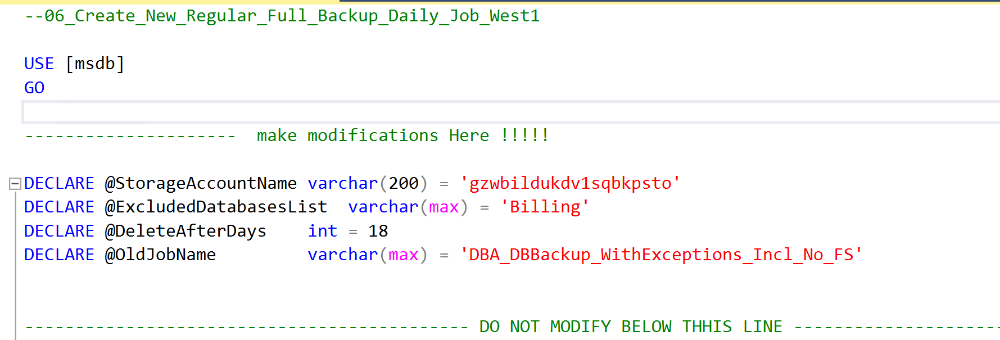 --06_Create_New_Regular_Full_Backup_Daily_Job_West1
USE [msdb]
GO
--------------------- make modifications Here !!!!!
DECLARE @StorageAccountName varchar(200) = 'gzwbildukdv1sqbkpsto'
DECLARE @ExcludedDatabasesList varchar(max) = 'Billing'
DECLARE @DeleteAfterDays int = 18
DECLARE @OldJobName varchar(max) = 'DBA_DBBackup_WithExceptions_Incl_No_FS'
-------------------------------------------- DO NOT MODIFY BELOW THHIS LINE ---------------------